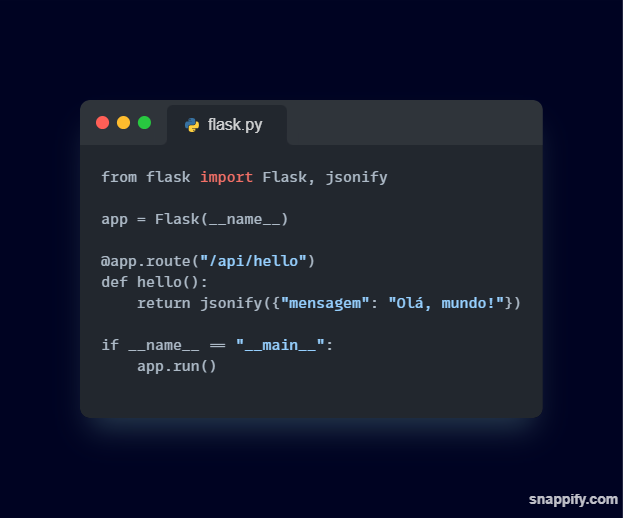 flask.py
from flask import Flask, jsonify
app = Flask(__name__)
@app.route("/api/hello")
def hello():
    return jsonify({"mensagem": "Olá, mundo!"})
if __name__ == "__main__":
    app.run()
snappify.com